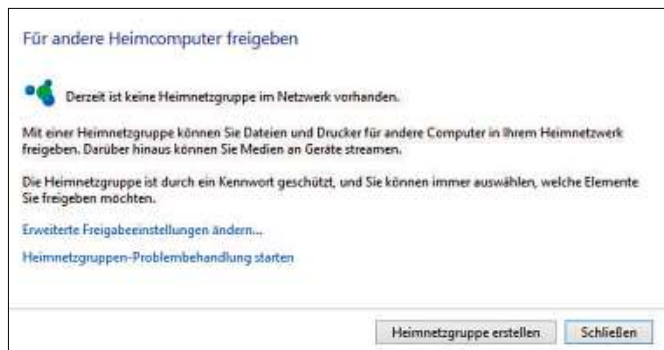 Für andere Heimcomputer freigeben
Derzeit ist keine Heimnetzgruppe im Netzwerk vorhanden.
Mit einer Heimnetzgruppe können Sie Dateien und Drucker für andere Computer in Ihrem Heimnetzwerk
freigeben. Darüber hinaus können Sie Medien an Geräte streamen.
Die Heimnetzgruppe ist durch ein Kennwort geschützt, und Sie können immer auswählen, welche Elemente
Sie freigeben möchten.
Erweiterte Freigabeeinstellungen ändern...
Heimnetzgruppen-Problembehandlung starten
Heimnetzgruppe erstellen Schließen